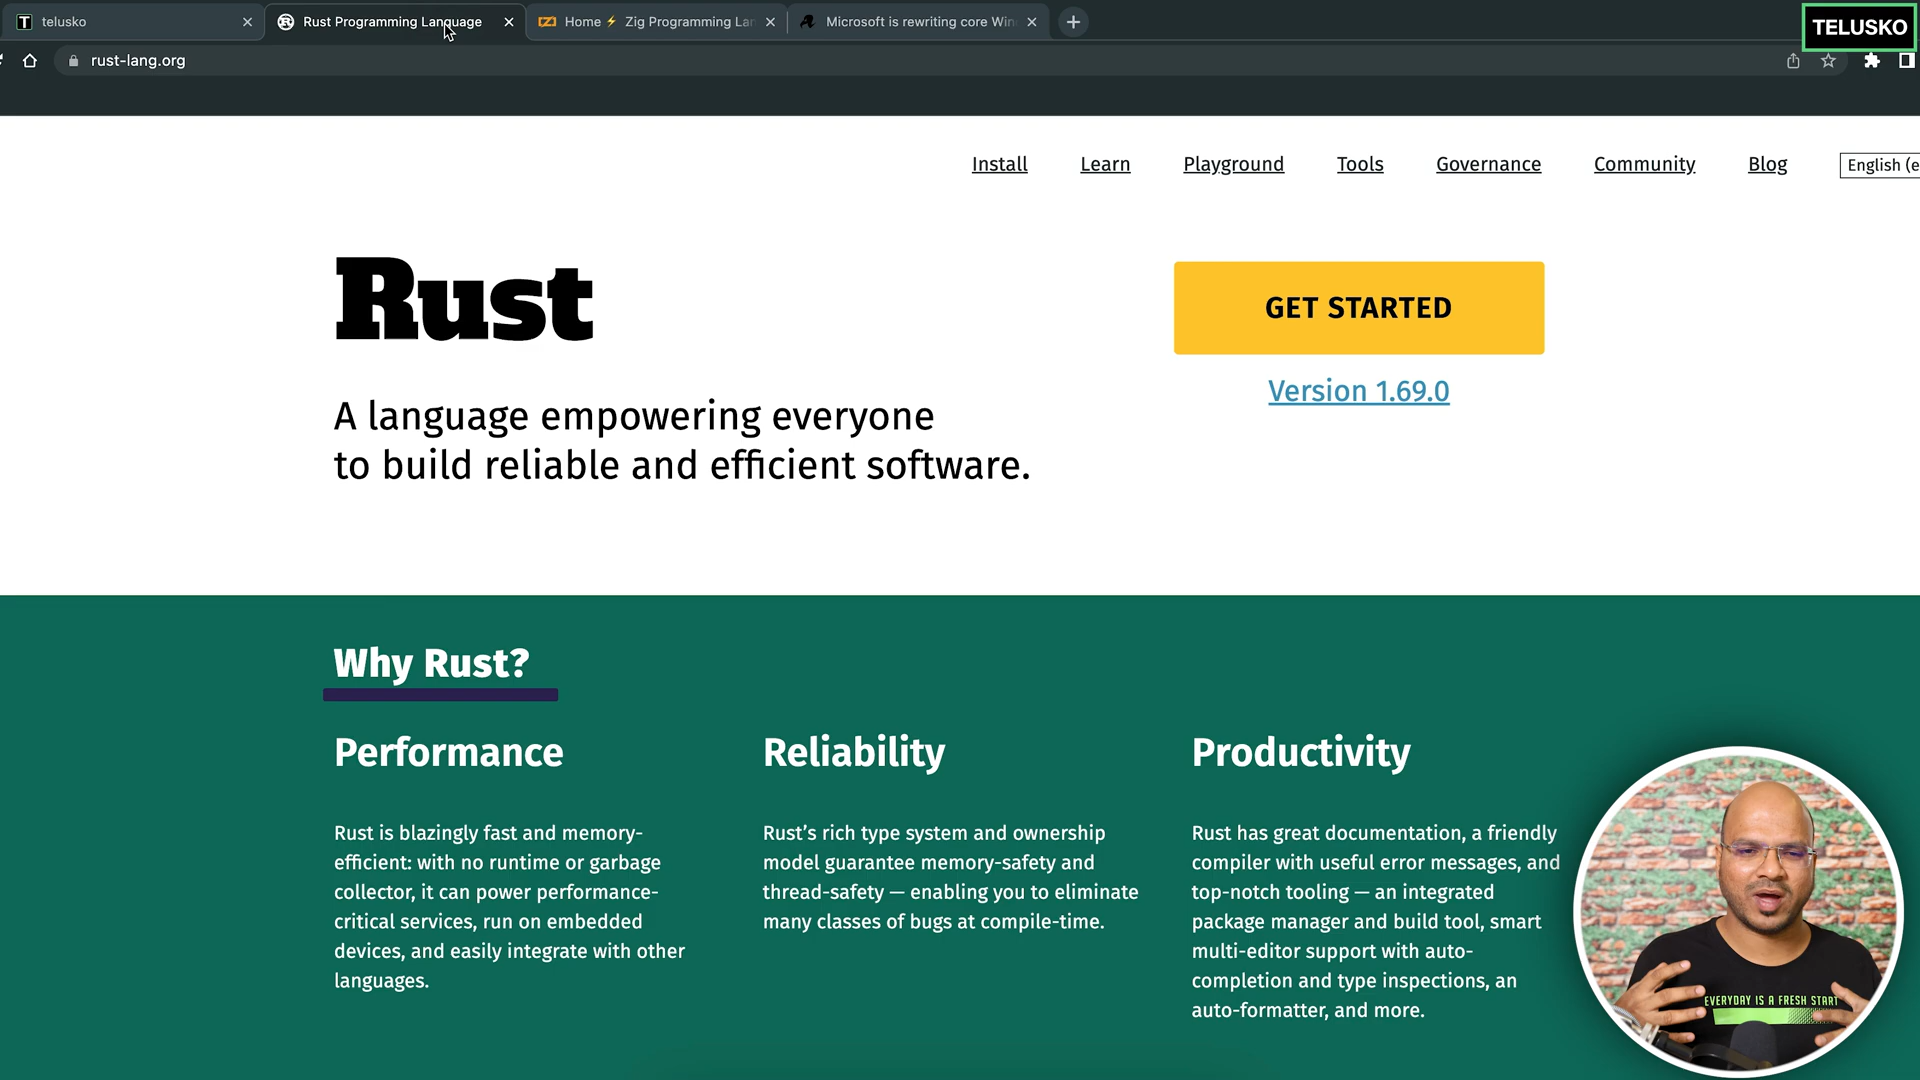 telusko
Rust Programming Language
Home ⚡ Zig Programming Lan
Microsoft is rewriting core Win
TELUSKO
rust-lang.org
Install
Learn
Playground
Tools
Governance
Community
Blog
English (e
Rust
GET STARTED
Version 1.69.0
A language empowering everyone
to build reliable and efficient software.
Why Rust?
Performance
Rust is blazingly fast and memory-
efficient: with no runtime or garbage
collector, it can power performance-
critical services, run on embedded
devices, and easily integrate with other
languages.
Reliability
Rust’s rich type system and ownership
model guarantee memory-safety and
thread-safety — enabling you to eliminate
many classes of bugs at compile-time.
Productivity
Rust has great documentation, a friendly
compiler with useful error messages, and
top-notch tooling — an integrated
package manager and build tool, smart
multi-editor support with auto-
completion and type inspections, an
auto-formatter, and more.
EVERYDAY IS A FRESH START